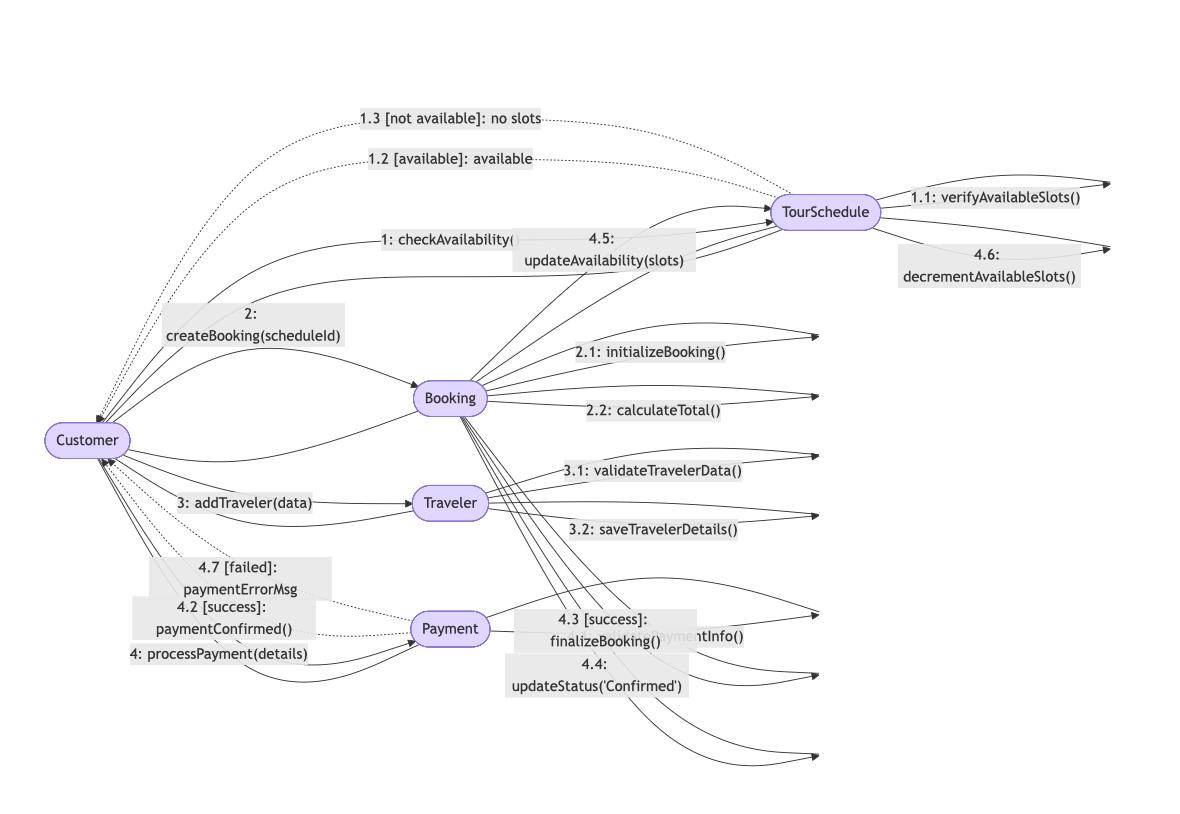 1.3 [not available]: no slots
1.2 [available]: available
TourSchedule
1.1: verifyAvailableSlots()
1: checkAvailability(
4.5:
updateAvailability(slots)
4.6:
decrementAvailableSlots()
2:
createBooking(scheduleId)
2.1: initializeBooking()
Booking
2.2: calculateTotal()
Customer
3.1: validateTravelerData()
3: addTraveler(data)
Traveler
3.2: saveTravelerDetails()
4.7 [failed]:
paymentErrorMsg
4.2 [success]:
paymentConfirmed()
4: processPayment(details)
Payment
4.3 [success]:
finalizeBooking()
mentInfo()
4.4:
updateStatus('Confirmed')